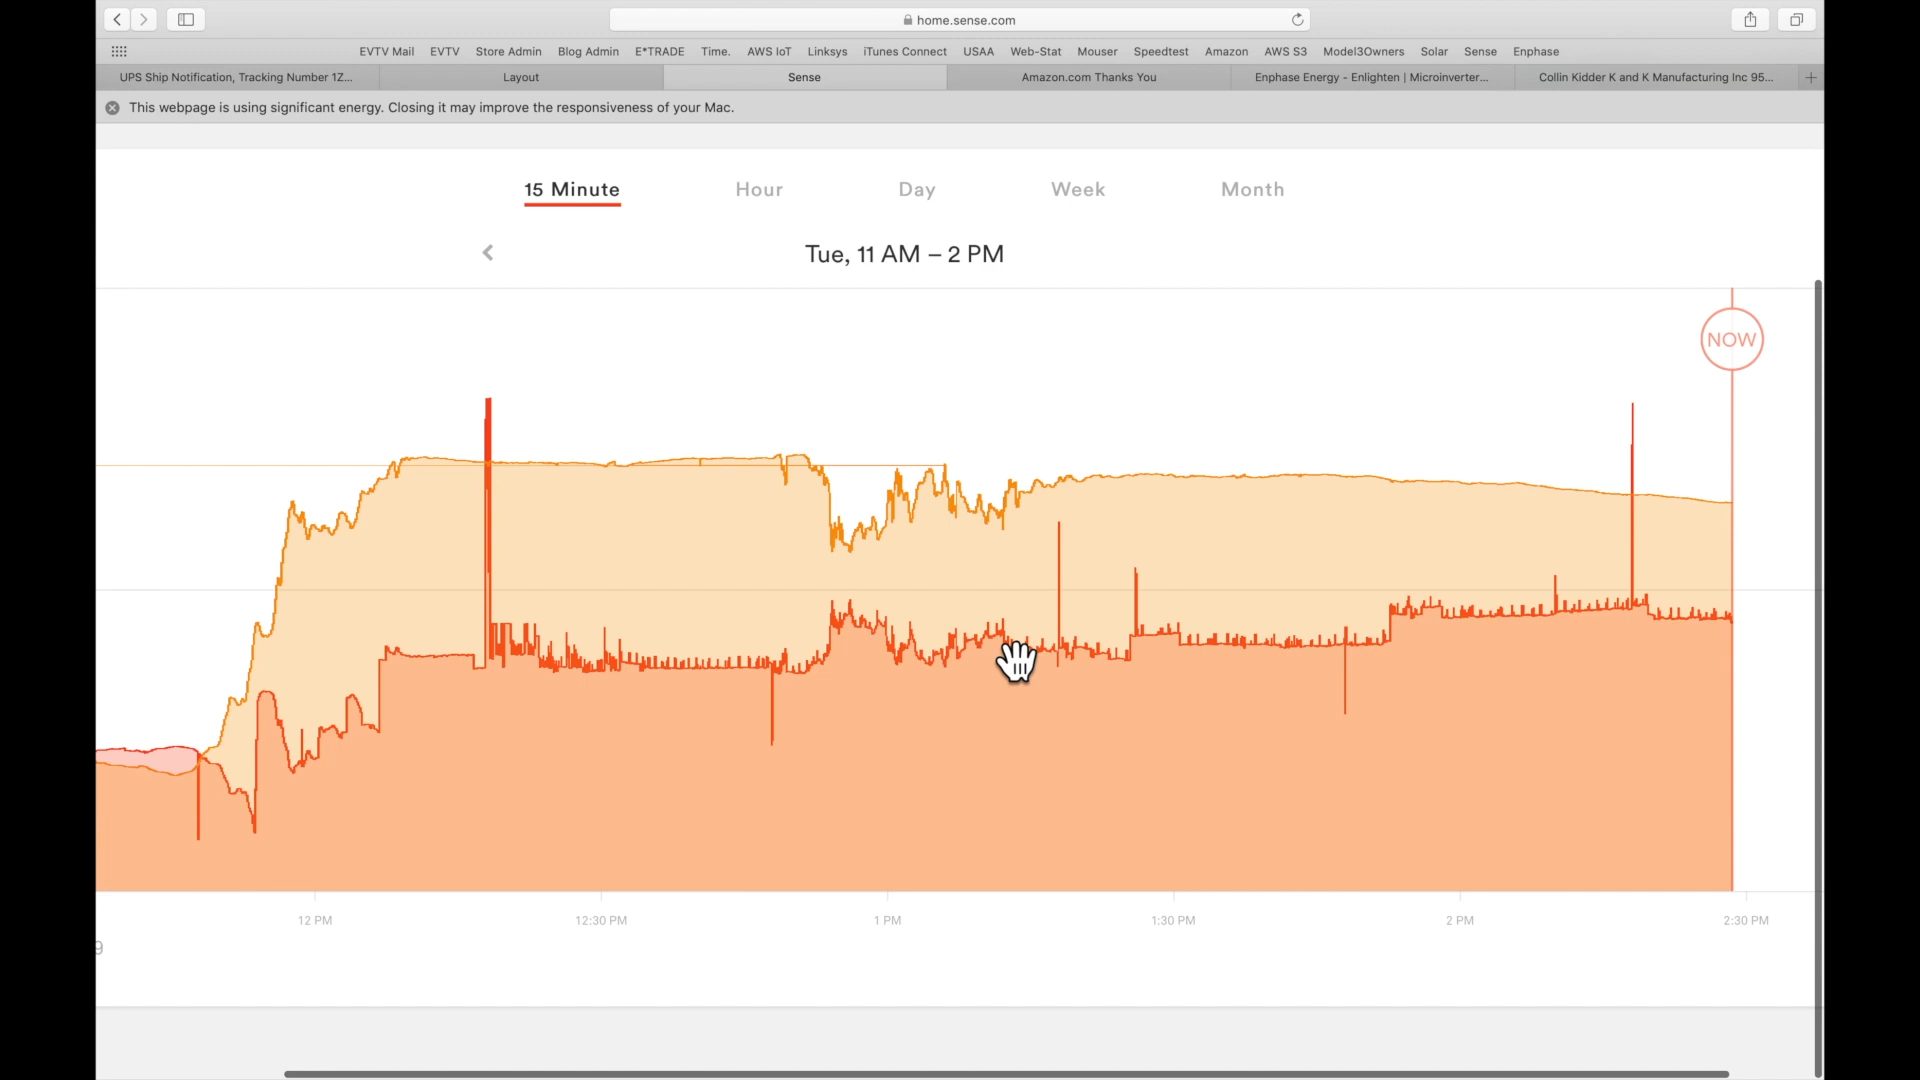 home.sense.com
EVTV Mail EVTV Store Admin Blog Admin E*TRADE Time. AWS IoT Linksys iTunes Connect USAA Web-Stat Mouser Speedtest Amazon AWS S3 Model3Owners Solar Sense Enphase
UPS Ship Notification, Tracking Number 1Z... Layout Sense Amazon.com Thanks You Enphase Energy - Enlighten | Microinverter... Collin Kidder K and K Manufacturing Inc 95...
This webpage is using significant energy. Closing it may improve the responsiveness of your Mac.
15 Minute Hour Day Week Month
Tue, 11 AM – 2 PM
NOW
12 PM 12:30 PM 1 PM 1:30 PM 2 PM 2:30 PM
9